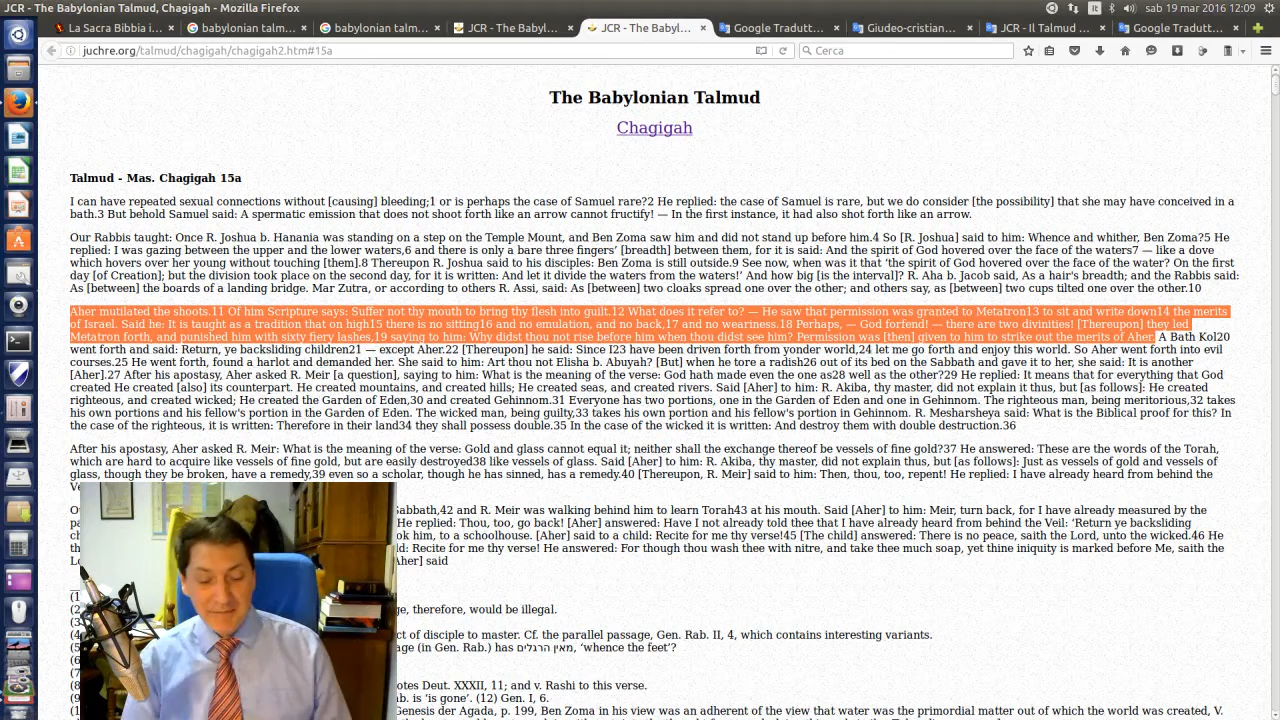 JCR - The Babylonian Talmud, Chagigah - Mozilla Firefox
It
sab 19 mar 2016 12:09
La Sacra Bibbia i...
babylonian talm...
babylonian talm...
JCR - The Babyl...
JCR - The Babyl...
Google Tradutt...
Giudeo-cristian...
JCR - Il Talmud ...
Google Tradutt...
juchre.org/talmud/chagigah/chagigah2.htm#15a
Cerca
The Babylonian Talmud
Chagigah
Talmud - Mas. Chagigah 15a
I can have repeated sexual connections without [causing] bleeding;1 or is perhaps the case of Samuel rare?2 He replied: the case of Samuel is rare, but we do consider [the possibility] that she may have conceived in a
bath.3 But behold Samuel said: A spermatic emission that does not shoot forth like an arrow cannot fructify! — In the first instance, it had also shot forth like an arrow.
Our Rabbis taught: Once R. Joshua b. Hanania was standing on a step on the Temple Mount, and Ben Zoma saw him and did not stand up before him.4 So [R. Joshua] said to him: Whence and whither, Ben Zoma?5 He
replied: I was gazing between the upper and the lower waters,6 and there is only a bare three fingers’ [breadth] between them, for it is said: And the spirit of God hovered over the face of the waters7 — like a dove
which hovers over her young without touching [them].8 Thereupon R. Joshua said to his disciples: Ben Zoma is still outside.9 See now, when was it that ‘the spirit of God hovered over the face of the water’? On the first
day [of Creation]; but the division took place on the second day, for it is written: And let it divide the waters from the waters!’ And how big [is the interval]? R. Aha b. Jacob said, As a hair's breadth; and the Rabbis said:
As [between] the boards of a landing bridge. Mar Zutra, or according to others R. Assi, said: As [between] two cloaks spread one over the other; and others say, as [between] two cups tilted one over the other.10
Aher mutilated the shoots.11 Of him Scripture says: Suffer not thy mouth to bring thy flesh into guilt.12 What does it refer to? — He saw that permission was granted to Metatron13 to sit and write down14 the merits
of Israel. Said he: It is taught as a tradition that on high15 there is no sitting16 and no emulation, and no back,17 and no weariness.18 Perhaps, — God forfend! — there are two divinities! [Thereupon] they led
Metatron forth, and punished him with sixty fiery lashes,19 saying to him: Why didst thou not rise before him when thou didst see him? Permission was [then] given to him to strike out the merits of Aher. A Bath Kol20
went forth and said: Return, ye backsliding children21 — except Aher.22 [Thereupon] he said: Since I23 have been driven forth from yonder world,24 let me go forth and enjoy this world. So Aher went forth into evil
courses.25 He went forth, found a harlot and demanded her. She said to him: Art thou not Elisha b. Abuyah? [But] when he tore a radish26 out of its bed on the Sabbath and gave it to her, she said: It is another
[Aher].27 After his apostasy, Aher asked R. Meir [a question], saying to him: What is the meaning of the verse: God hath made even the one as28 well as the other?29 He replied: It means that for everything that God
created He created [also] its counterpart. He created mountains, and created hills; He created seas, and created rivers. Said [Aher] to him: R. Akiba, thy master, did not explain it thus, but [as follows]: He created
righteous, and created wicked; He created the Garden of Eden,30 and created Gehinnom.31 Everyone has two portions, one in the Garden of Eden and one in Gehinnom. The righteous man, being meritorious,32 takes
his own portions and his fellow's portion in the Garden of Eden. The wicked man, being guilty,33 takes his own portion and his fellow's portion in Gehinnom. R. Mesharsheya said: What is the Biblical proof for this? In
the case of the righteous, it is written: Therefore in their land34 they shall possess double.35 In the case of the wicked it is written: And destroy them with double destruction.36
After his apostasy, Aher asked R. Meir: What is the meaning of the verse: Gold and glass cannot equal it; neither shall the exchange thereof be vessels of fine gold?37 He answered: These are the words of the Torah,
which are hard to acquire like vessels of fine gold, but are easily destroyed38 like vessels of glass. Said [Aher] to him: R. Akiba, thy master, did not explain thus, but [as follows]: Just as vessels of gold and vessels of
glass, though they be broken, have a remedy,39 even so a scholar, though he has sinned, has a remedy.40 [Thereupon, R. Meir] said to him: Then, thou, too, repent! He replied: I have already heard from behind the
Sabbath,42 and R. Meir was walking behind him to learn Torah43 at his mouth. Said [Aher] to him: Meir, turn back, for I have already measured by the
He replied: Thou, too, go back! [Aher] answered: Have I not already told thee that I have already heard from behind the Veil: ‘Return ye backsliding
ok him, to a schoolhouse. [Aher] said to a child: Recite for me thy verse!45 [The child] answered: There is no peace, saith the Lord, unto the wicked.46 He
ld: Recite for me thy verse! He answered: For though thou wash thee with nitre, and take thee much soap, yet thine iniquity is marked before Me, saith the
Aher] said
(1
(2 ge, therefore, would be illegal.
(3
(4 ct of disciple to master. Cf. the parallel passage, Gen. Rab. II, 4, which contains interesting variants.
(5 age (in Gen. Rab.) has מאין הרגלים, ‘whence the feet’?
(6
(7
(8 otes Deut. XXXII, 11; and v. Rashi to this verse.
(9 ab. is ‘is gone’. (12) Gen. I, 6.
(1 Genesis der Agada, p. 199, Ben Zoma in his view was an adherent of the view that water was the primordial matter out of which the world was created, V.